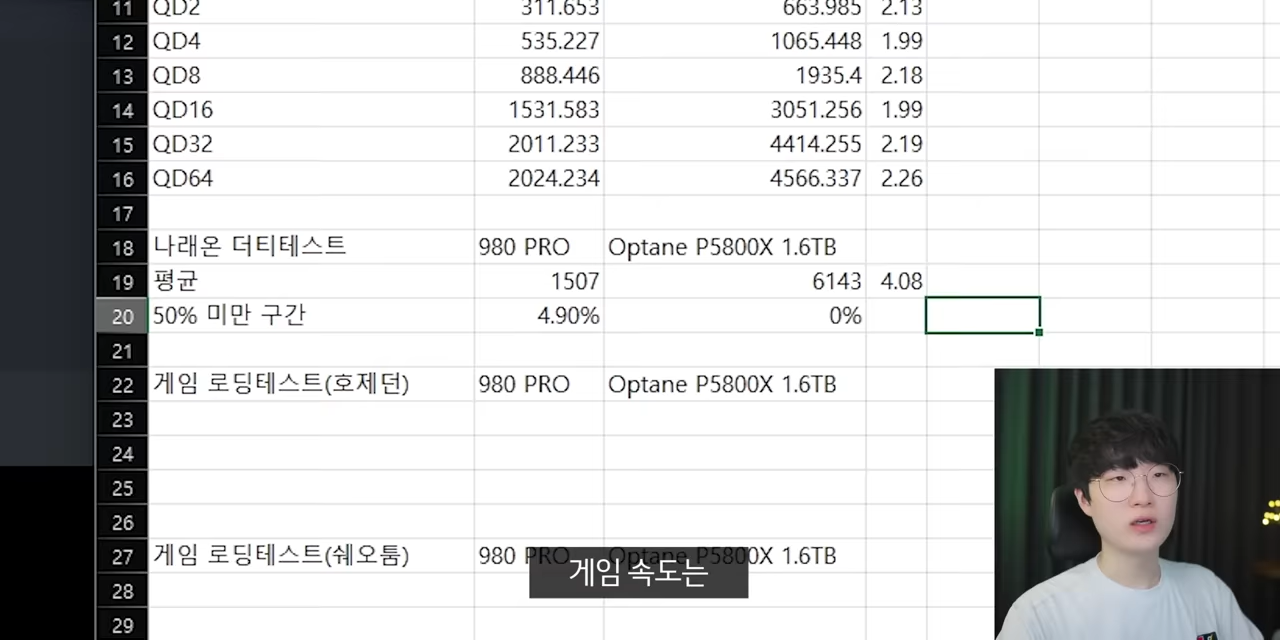 11 QD2 311.653 663.985 2.13
12 QD4 535.227 1065.448 1.99
13 QD8 888.446 1935.4 2.18
14 QD16 1531.583 3051.256 1.99
15 QD32 2011.233 4414.255 2.19
16 QD64 2024.234 4566.337 2.26
17
18 나래온 더티테스트 980 PRO Optane P5800X 1.6TB
19 평균 1507 6143 4.08
20 50% 미만 구간 4.90% 0%
21
22 게임 로딩테스트(호제던) 980 PRO Optane P5800X 1.6TB
23
24
25
26
27 게임 로딩테스트(쉐오툼) 980 PRO Optane P5800X 1.6TB
게임 속도는
28
29